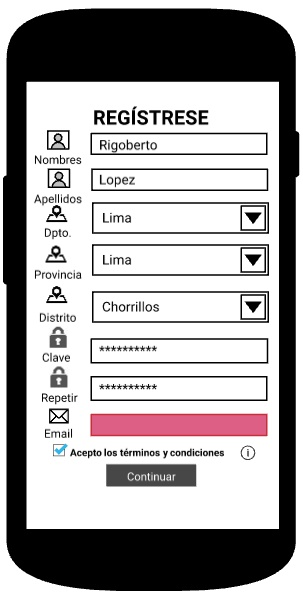 REGÍSTRESE
Nombres
Rigoberto
Apellidos
Lopez
Dpto.
Lima
Provincia
Lima
Distrito
Chorrillos
Clave
**********
Repetir
**********
Email
Acepto los términos y condiciones
i
Continuar